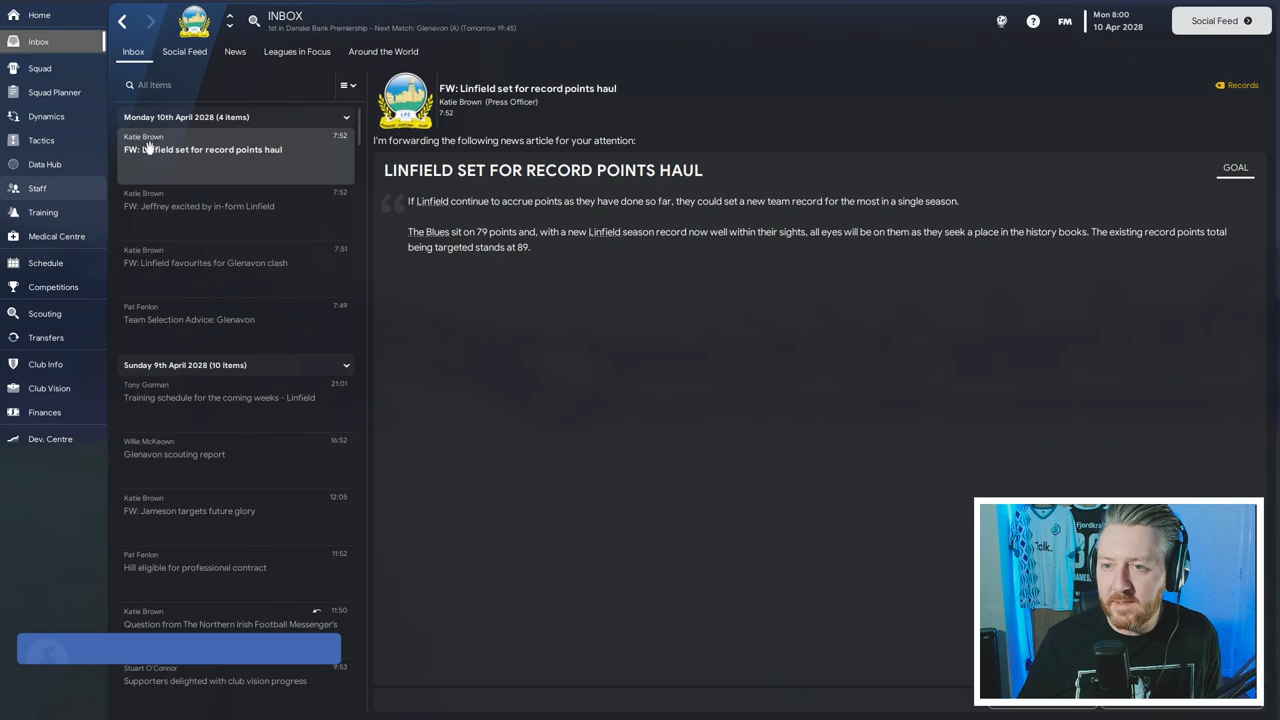 Home
Inbox
Squad
Squad Planner
Dynamics
Tactics
Data Hub
Staff
Training
Medical Centre
Schedule
Competitions
Scouting
Transfers
Club Info
Club Vision
Finances
Dev. Centre
INBOX
1st in Danske Bank Premiership - Next Match: Glenavon (A) (Tomorrow 19:45)
FM
Mon 8:00
10 Apr 2028
Social Feed
Inbox
Social Feed
News
Leagues in Focus
Around the World
All Items
Monday 10th April 2028 (4 items)
Katie Brown 7:52
FW: Linfield set for record points haul
Katie Brown 7:52
FW: Jeffrey excited by in-form Linfield
Katie Brown 7:51
FW: Linfield favourites for Glenavon clash
Pat Fenlon 7:49
Team Selection Advice: Glenavon
Sunday 9th April 2028 (10 items)
Tony Gorman 21:01
Training schedule for the coming weeks - Linfield
Willie McKeown 16:52
Glenavon scouting report
Katie Brown 12:05
FW: Jameson targets future glory
Pat Fenlon 11:52
Hill eligible for professional contract
Katie Brown 11:50
Question from The Northern Irish Football Messenger's
Stuart O'Connor 9:53
Supporters delighted with club vision progress
FW: Linfield set for record points haul
Katie Brown (Press Officer)
7:52
Records
I'm forwarding the following news article for your attention:
LINFIELD SET FOR RECORD POINTS HAUL
GOAL
If Linfield continue to accrue points as they have done so far, they could set a new team record for the most in a single season.
The Blues sit on 79 points and, with a new Linfield season record now well within their sights, all eyes will be on them as they seek a place in the history books. The existing record points total
being targeted stands at 89.
Talk.
Fjordkra